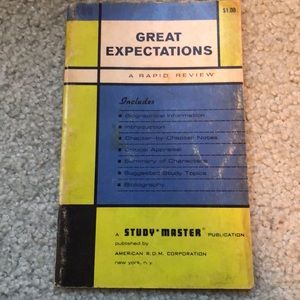 $1.00
GREAT
EXPECTATIONS
A RAPID REVIEW
Includes
Biographical Information
Introduction
Chapter-by-Chapter Notes
Critical Appraisal
Summary of Characters
Suggested Study Topics
Bibliography
A STUDY MASTER PUBLICATION
published by
AMERICAN R.D.M. CORPORATION
new york, n.y.